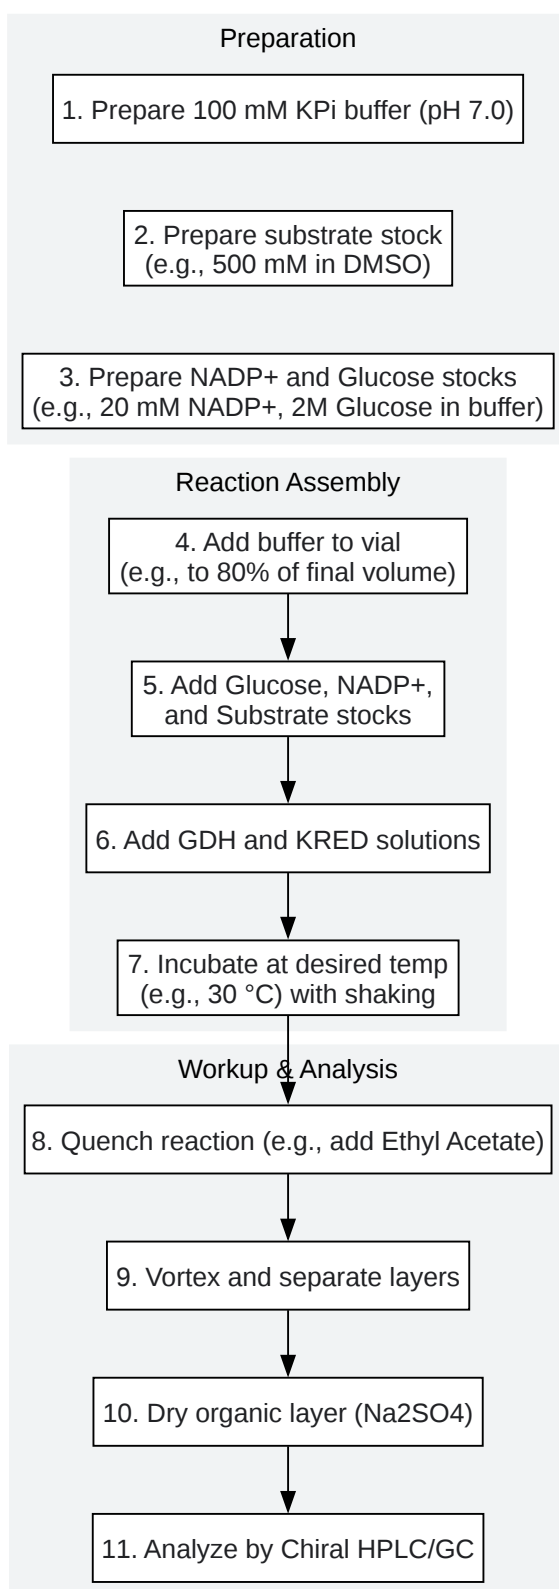 Preparation
1. Prepare 100 mM KPi buffer (pH 7.0)
2. Prepare substrate stock
(e.g., 500 mM in DMSO)
3. Prepare NADP+ and Glucose stocks
(e.g., 20 mM NADP+, 2M Glucose in buffer)
Reaction Assembly
4. Add buffer to vial
(e.g., to 80% of final volume)
5. Add Glucose, NADP+,
and Substrate stocks
6. Add GDH and KRED solutions
7. Incubate at desired temp
(e.g., 30 °C) with shaking
Workup & Analysis
8. Quench reaction (e.g., add Ethyl Acetate)
9. Vortex and separate layers
10. Dry organic layer (Na2SO4)
11. Analyze by Chiral HPLC/GC